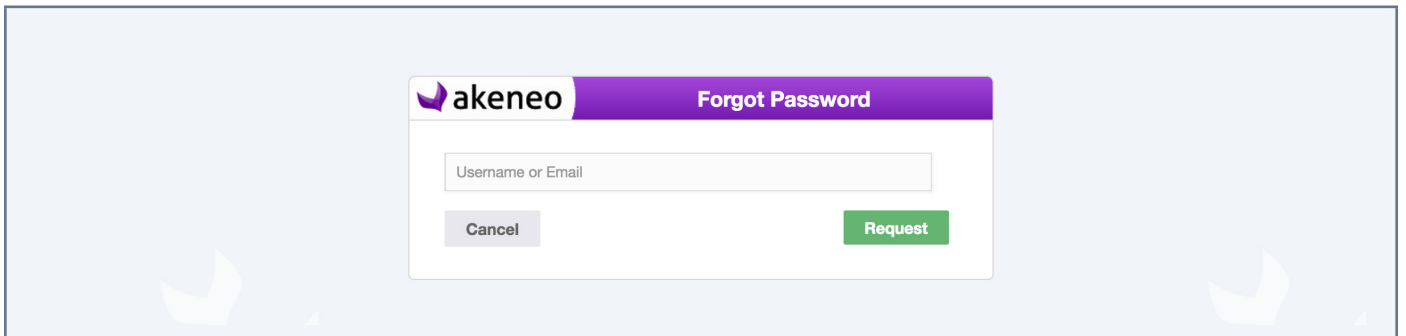 akeneo
Forgot Password
Username or Email
Cancel
Request